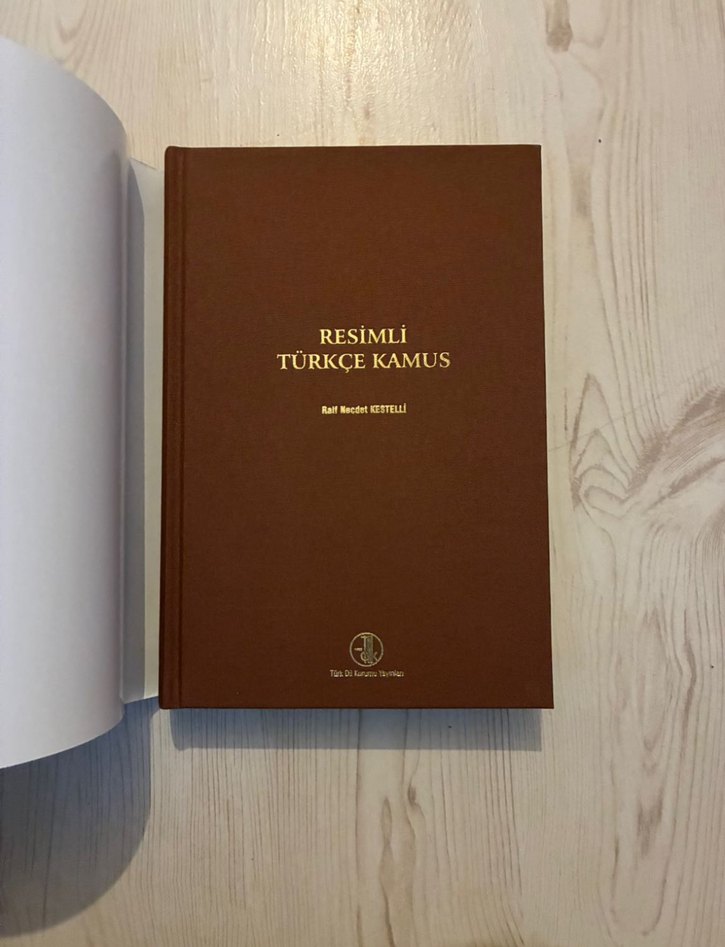 RESİMLİ
TÜRKÇE KAMUS
Raif Necdet KESTELLİ
Türk Dil Kurumu Yayınları